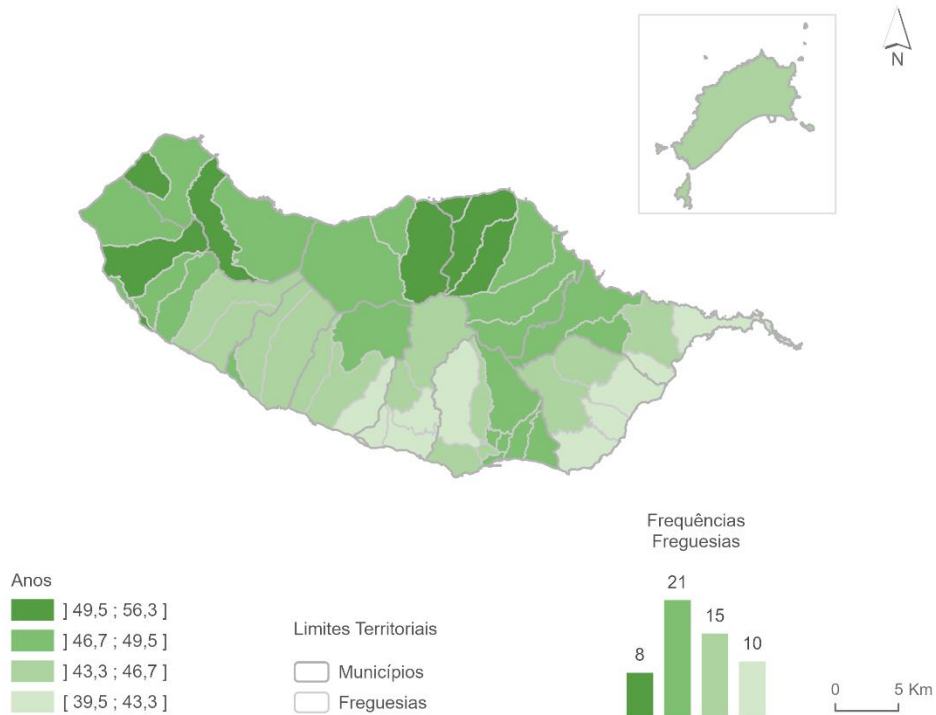 N
Anos
] 49,5 ; 56,3 ]
] 46,7 ; 49,5 ]
] 43,3 ; 46,7 ]
[ 39,5 ; 43,3 ]
Limites Territoriais
Municípios
Freguesias
Frequências
Freguesias
8
21
15
10
0 5 Km